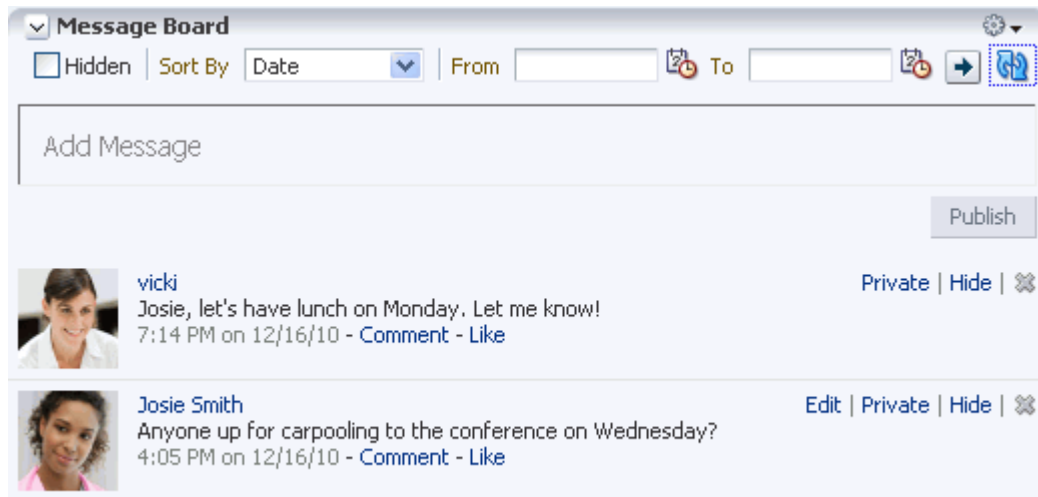 Message Board
Hidden | Sort By Date | From To
Add Message
Publish
vicki Private | Hide |
Josie, let's have lunch on Monday. Let me know!
7:14 PM on 12/16/10 - Comment - Like
Josie Smith Edit | Private | Hide |
Anyone up for carpooling to the conference on Wednesday?
4:05 PM on 12/16/10 - Comment - Like